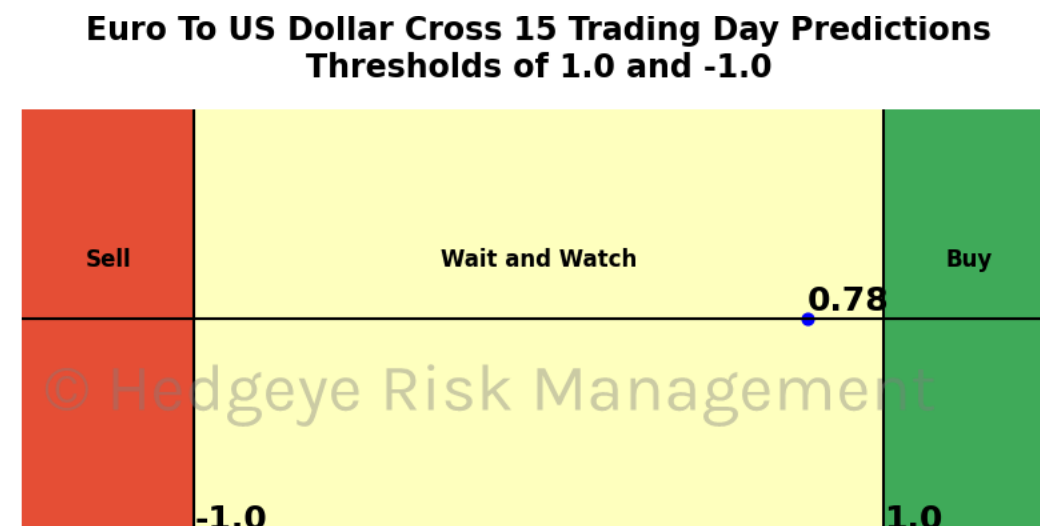 Euro To US Dollar Cross 15 Trading Day Predictions
Thresholds of 1.0 and -1.0
Sell
Wait and Watch
Buy
0.78
© Hedgeye Risk Management
-1.0
1.0